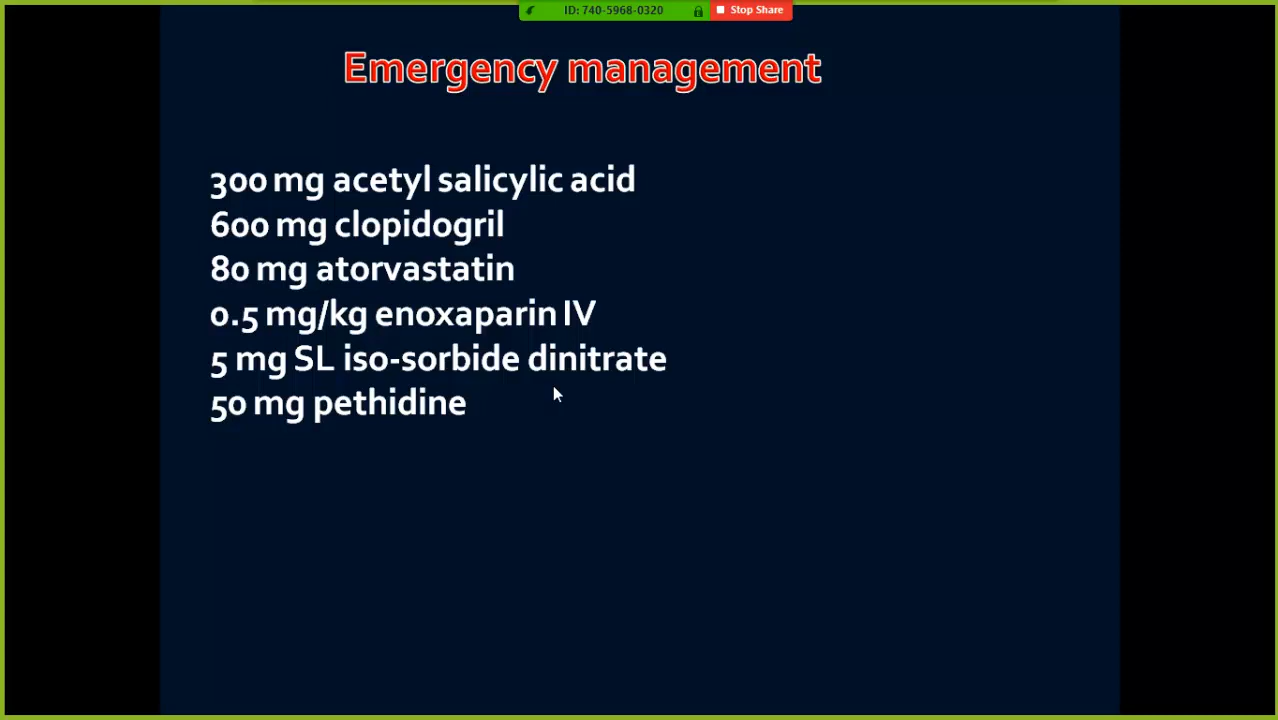 ID: 740-5968-0320 Stop Share
Emergency management
300 mg acetyl salicylic acid
600 mg clopidogril
80 mg atorvastatin
0.5 mg/kg enoxaparin IV
5 mg SL iso-sorbide dinitrate
50 mg pethidine